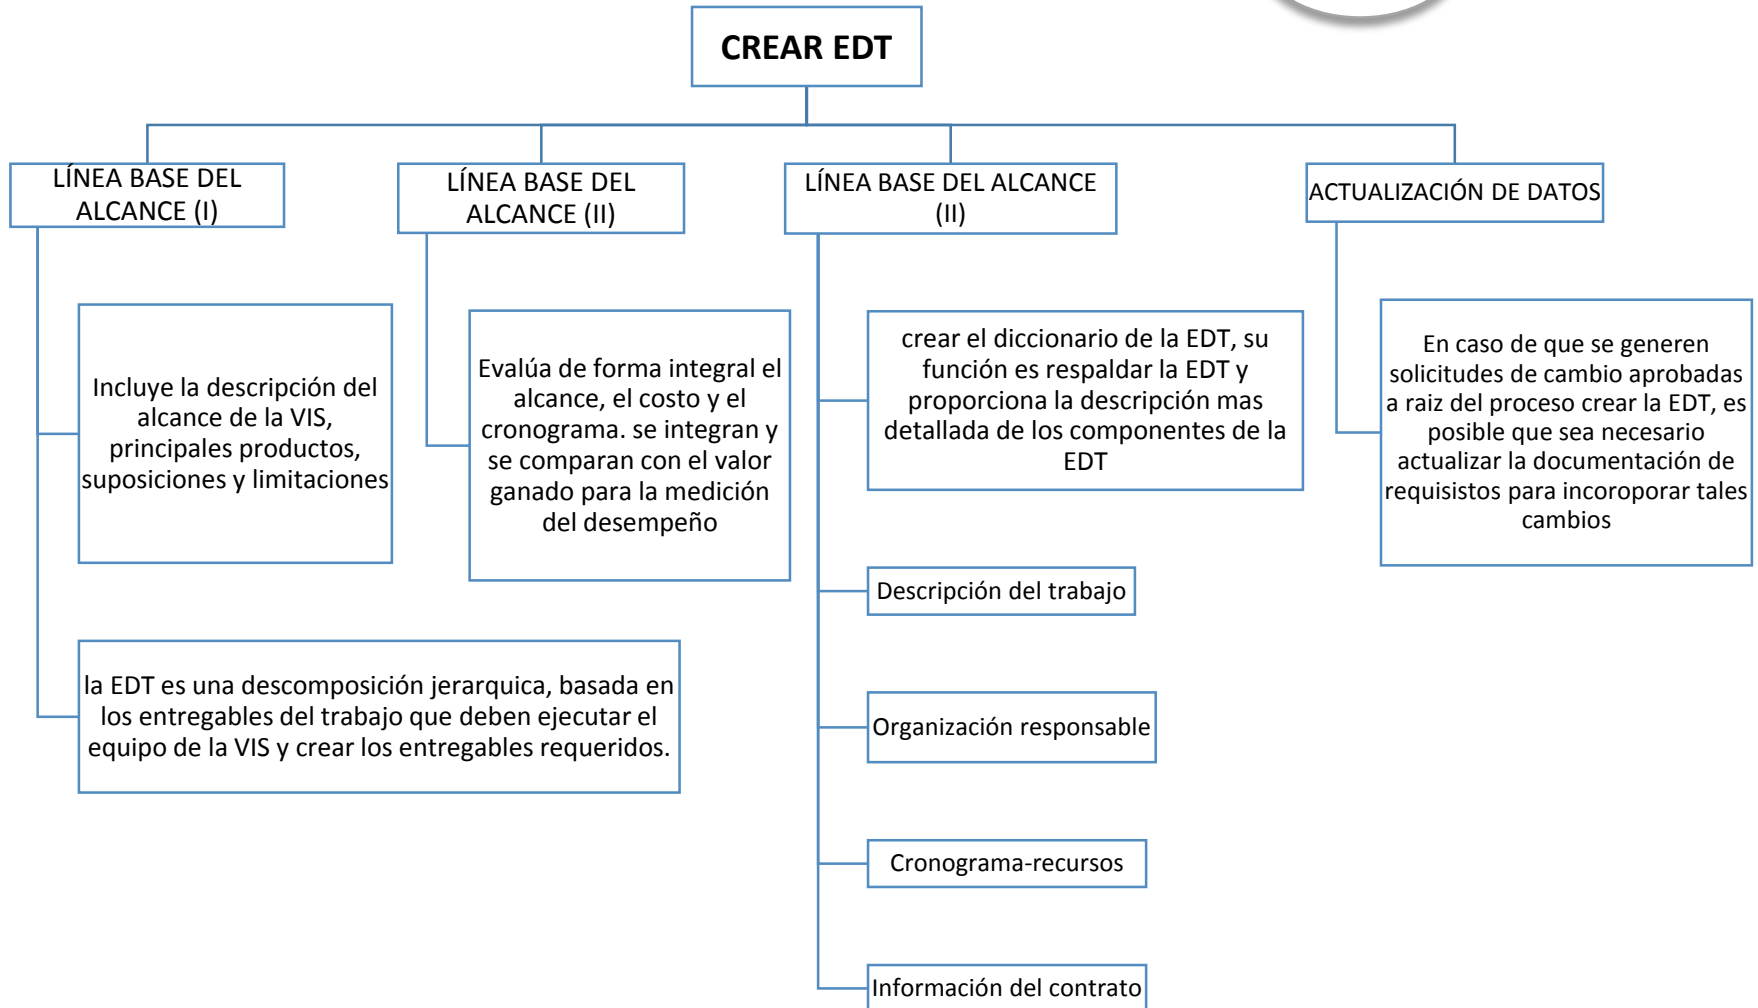 CREAR EDT
LÍNEA BASE DEL
ALCANCE (I)
Incluye la descripción del
alcance de la VIS,
principales productos,
suposiciones y limitaciones
la EDT es una descomposición jerarquica, basada en
los entregables del trabajo que deben ejecutar el
equipo de la VIS y crear los entregables requeridos.
LÍNEA BASE DEL
ALCANCE (II)
Evalúa de forma integral el
alcance, el costo y el
cronograma. se integran y
se comparan con el valor
ganado para la medición
del desempeño
LÍNEA BASE DEL ALCANCE
(II)
crear el diccionario de la EDT, su
función es respaldar la EDT y
proporciona la descripción mas
detallada de los componentes de la
EDT
Descripción del trabajo
Organización responsable
Cronograma-recursos
Información del contrato
ACTUALIZACIÓN DE DATOS
En caso de que se generen
solicitudes de cambio aprobadas
a raiz del proceso crear la EDT, es
posible que sea necesario
actualizar la documentación de
requisistos para incoroporar tales
cambios